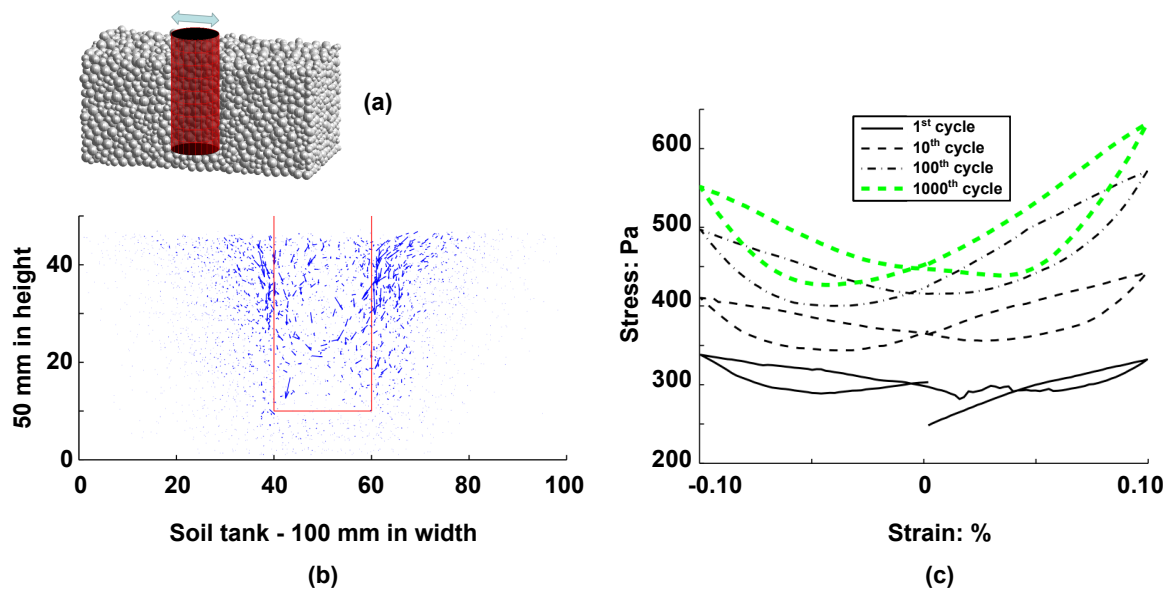 (a)
50 mm in height
40
20
0
0 20 40 60 80 100
Soil tank - 100 mm in width
(b)
1st cycle
10th cycle
100th cycle
1000th cycle
Stress: Pa
600
500
400
300
200
-0.10 0 0.10
Strain: %
(c)